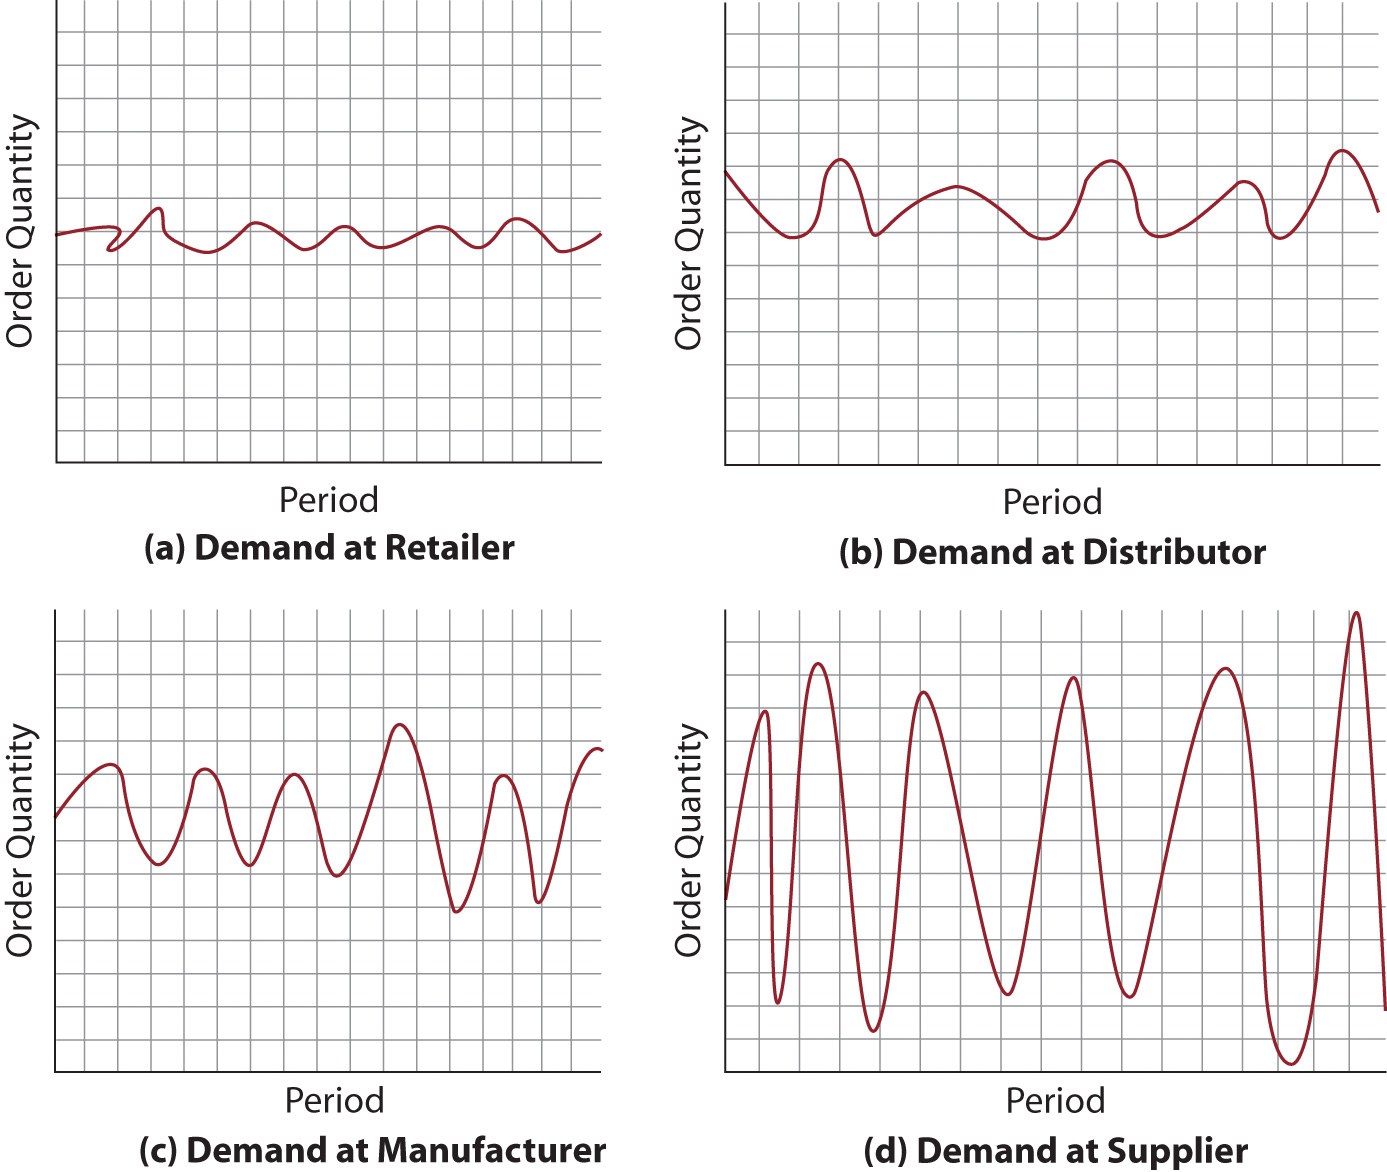 Order Quantity
Period
(a) Demand at Retailer
Order Quantity
Period
(b) Demand at Distributor
Order Quantity
Period
(c) Demand at Manufacturer
Order Quantity
Period
(d) Demand at Supplier